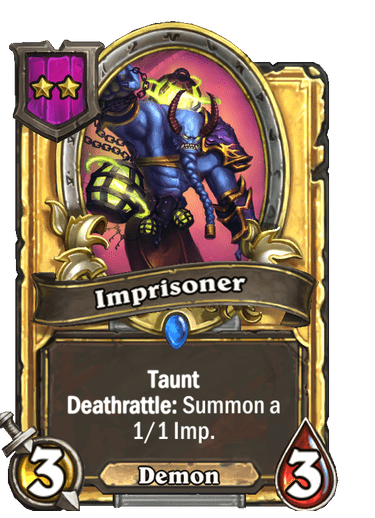 Imprisoner
Taunt
Deathrattle: Summon a
1/1 Imp.
3
Demon
3